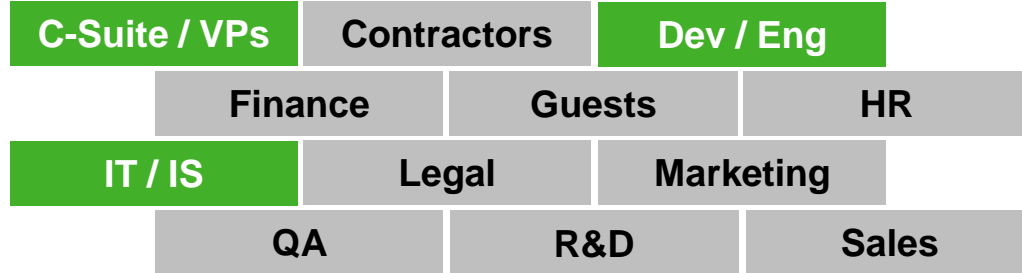 C-Suite / VPs Contractors Dev / Eng
Finance Guests HR
IT / IS Legal Marketing
QA R&D Sales